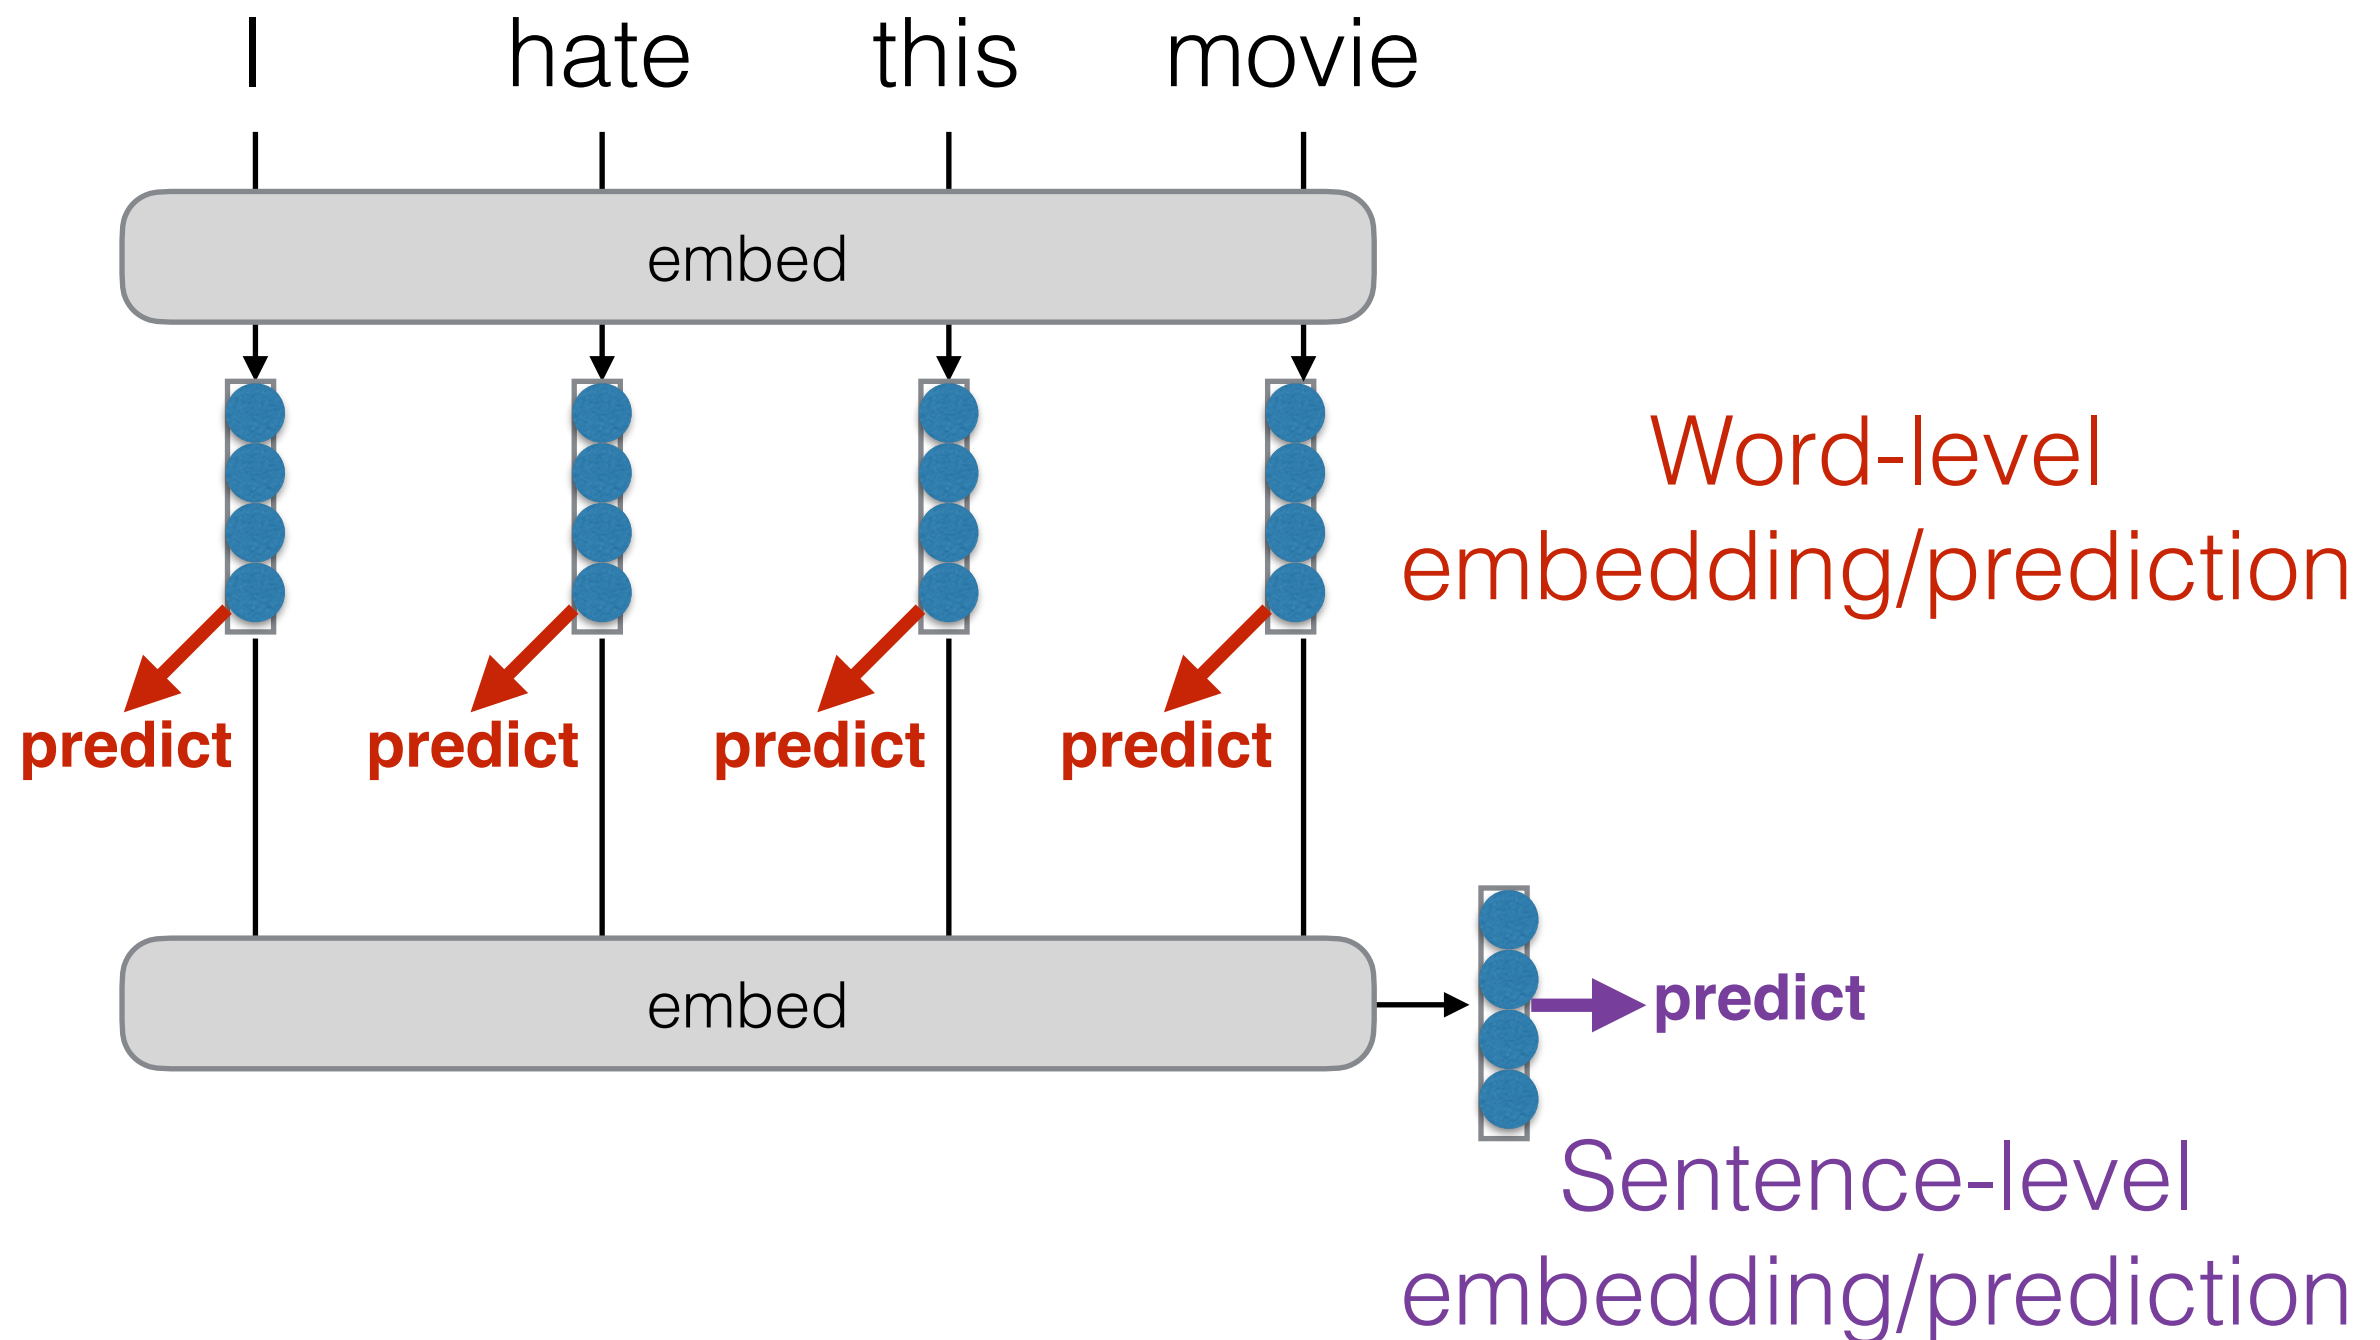 I hate this movie
embed
Word-level
embedding/prediction
predict predict predict predict
embed
predict
Sentence-level
embedding/prediction